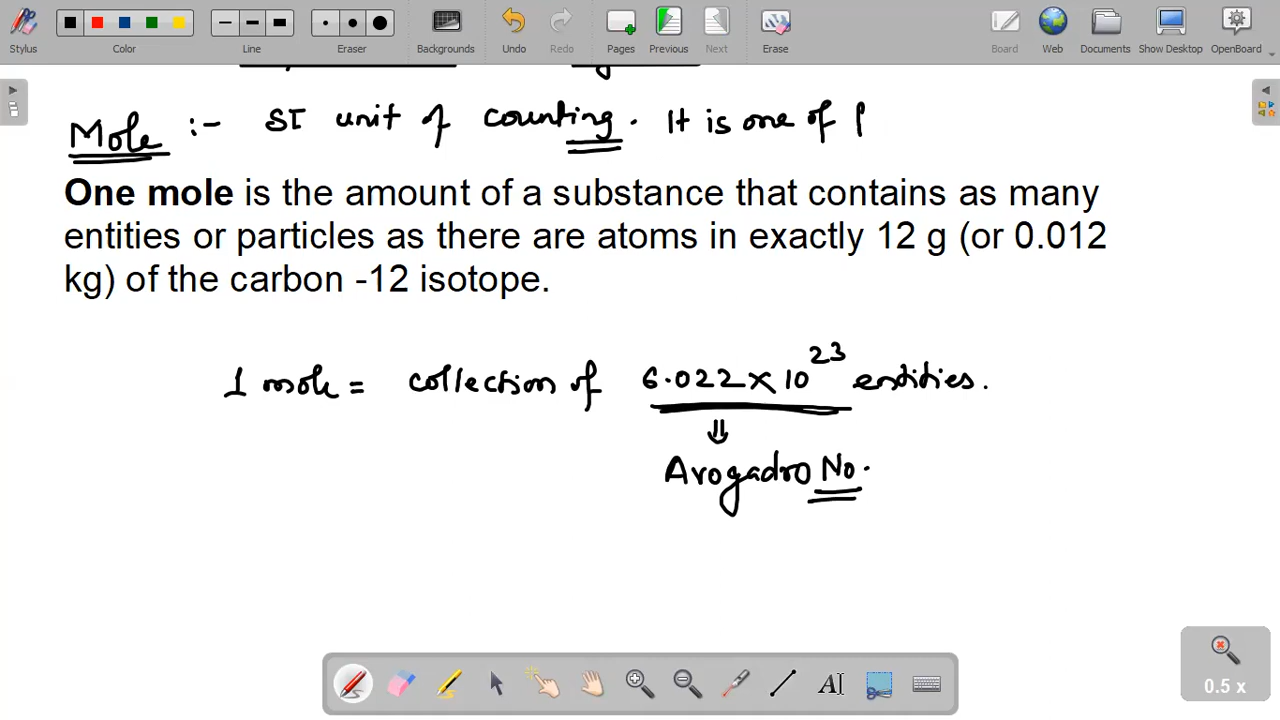 Stylus Color Line Eraser Backgrounds Undo Redo Pages Previous Next Erase Board Web Documents Show Desktop OpenBoard
Mole :- SI unit of counting. It is one of
One mole is the amount of a substance that contains as many
entities or particles as there are atoms in exactly 12 g (or 0.012
kg) of the carbon -12 isotope.
1 mole = collection of 6.022 x 10^23 entities.
⇓
Avogadro No.
0.5 x